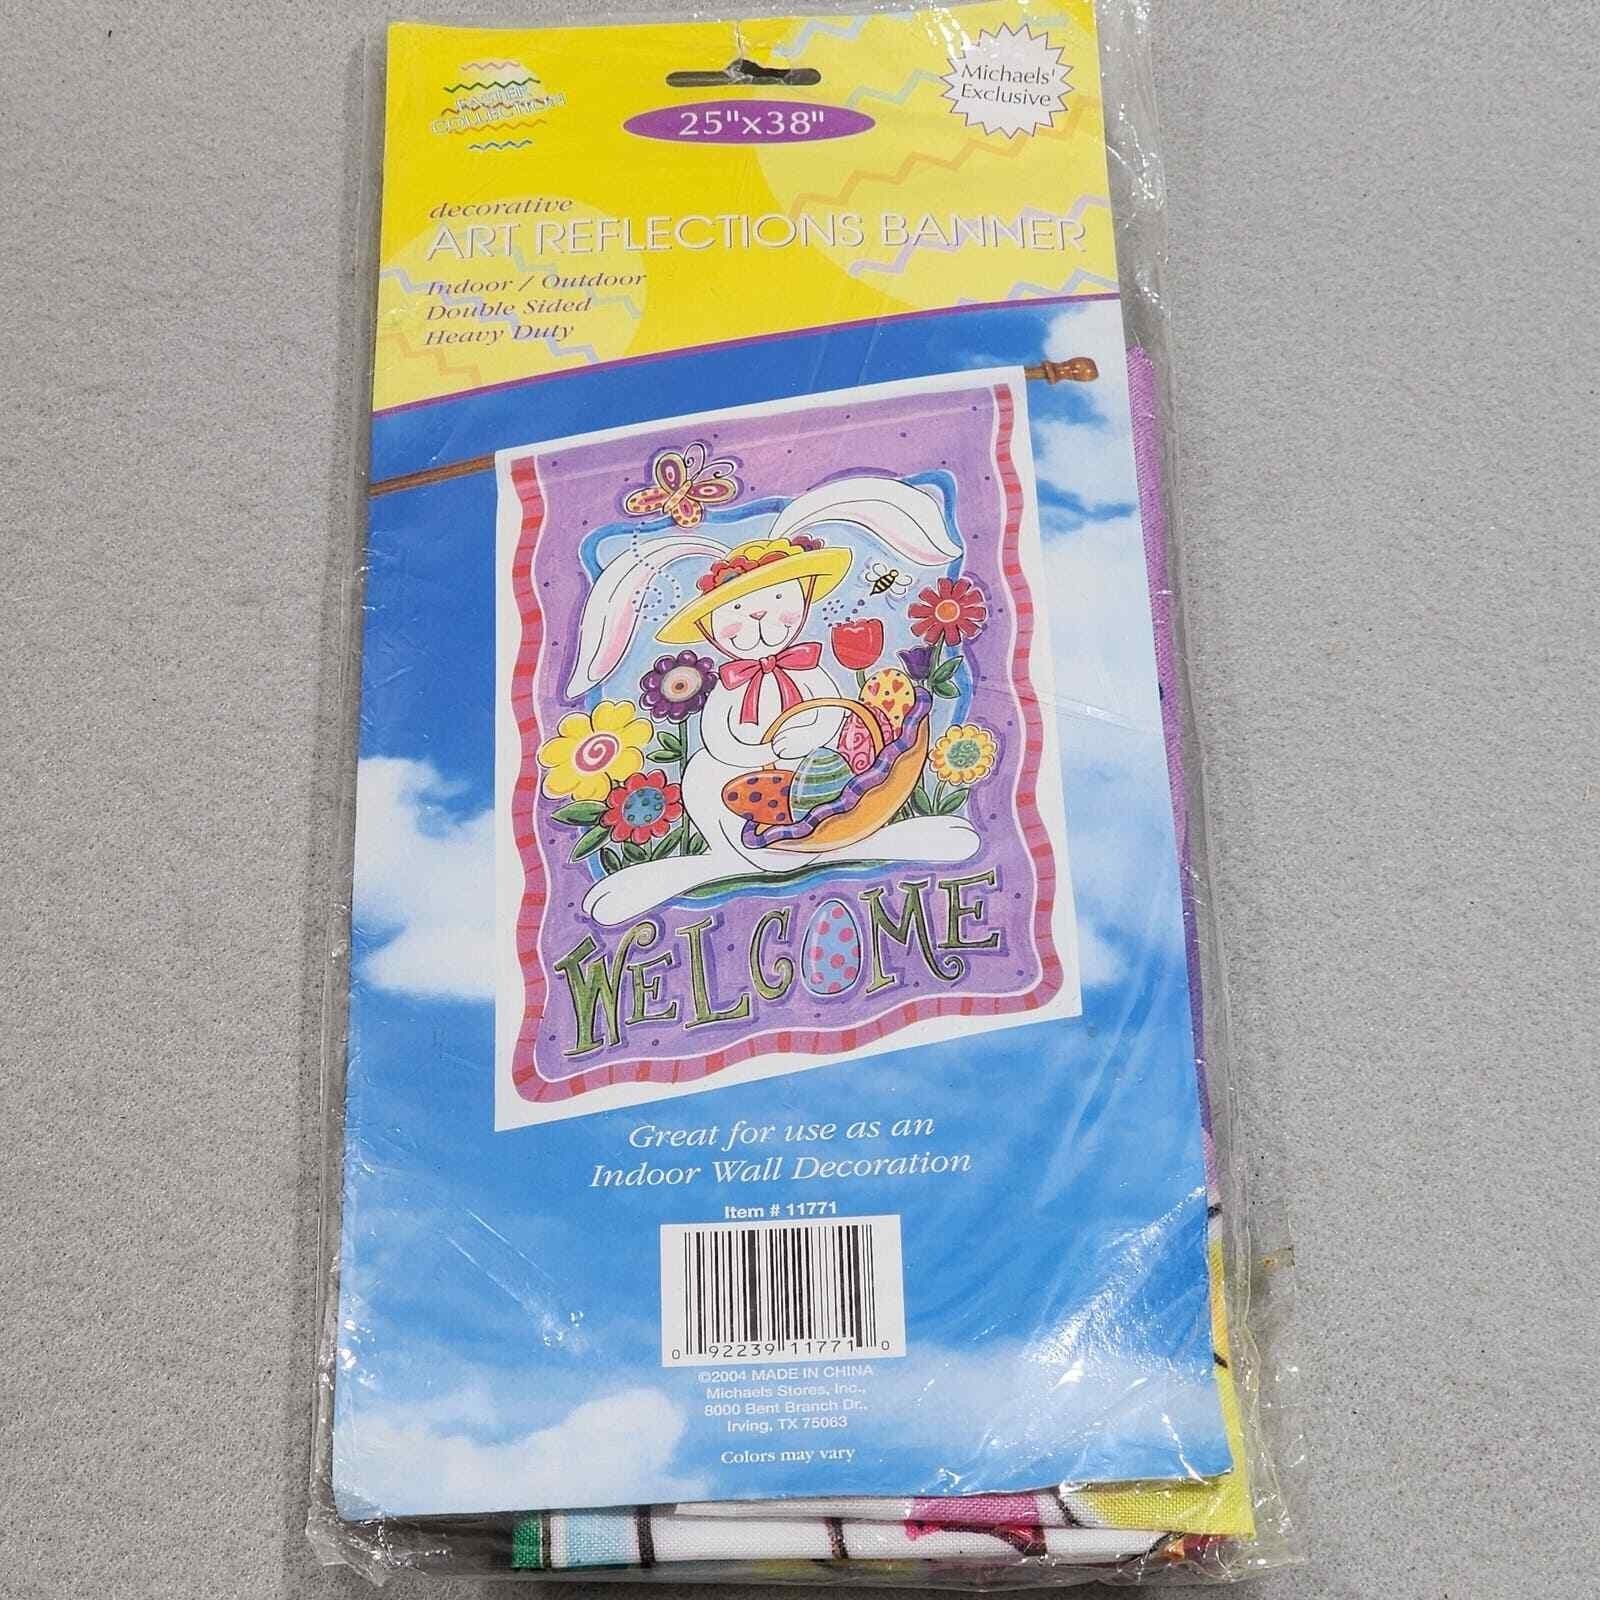 EASTER
COLLECTION
25"x38"
Michaels'
Exclusive
decorative
ART REFLECTIONS BANNER
Indoor / Outdoor
Double Sided
Heavy Duty
WELCOME
Great for use as an
Indoor Wall Decoration
Item # 11771
0 92239 11771 0
©2004 MADE IN CHINA
Michaels Stores, Inc.,
8000 Bent Branch Dr.,
Irving, TX 75063
Colors may vary